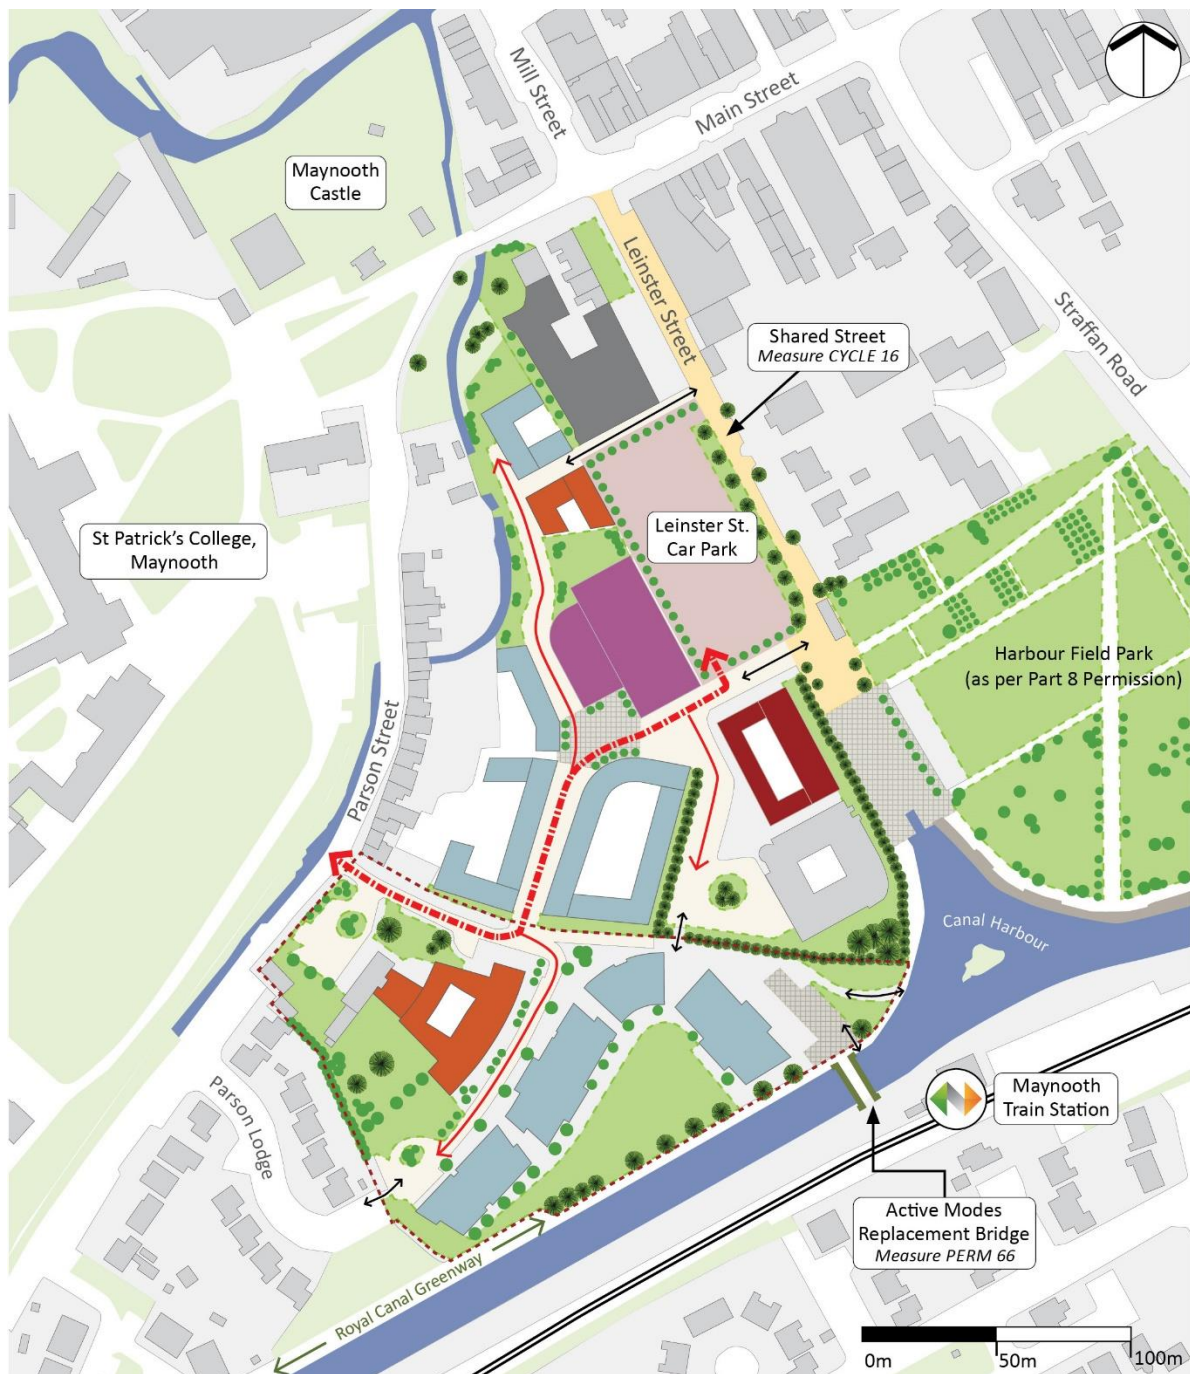 Mill Street
Main Street
Maynooth
Castle
Leinster Street
Straffan Road
Shared Street
Measure CYCLE 16
St Patrick's College,
Maynooth
Leinster St.
Car Park
Harbour Field Park
(as per Part 8 Permission)
Parson Street
Canal Harbour
Parson Lodge
Maynooth
Train Station
Active Modes
Replacement Bridge
Measure PERM 66
Royal Canal Greenway
0m
50m
100m